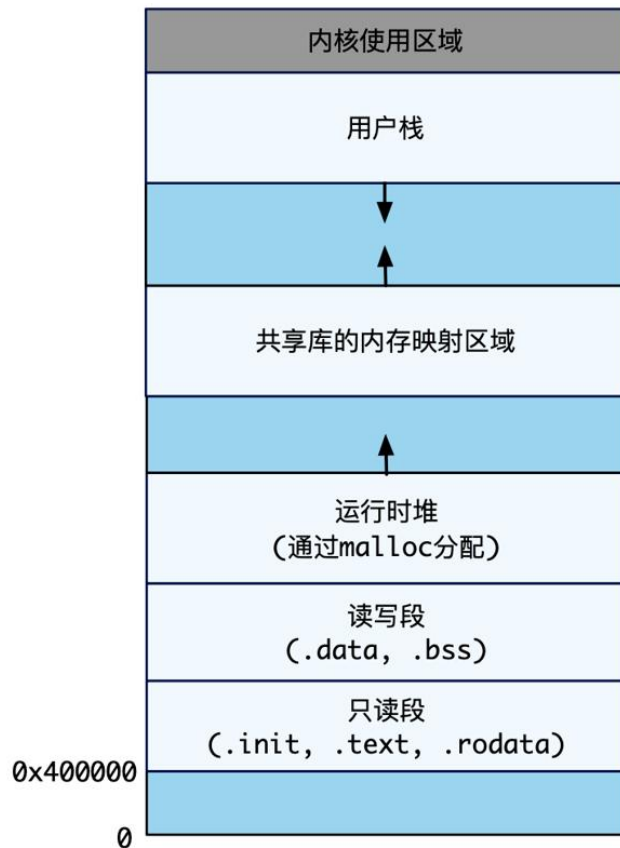 内核使用区域
用户栈
共享库的内存映射区域
运行时堆
(通过malloc分配)
读写段
(.data, .bss)
只读段
(.init, .text, .rodata)
0x400000
0